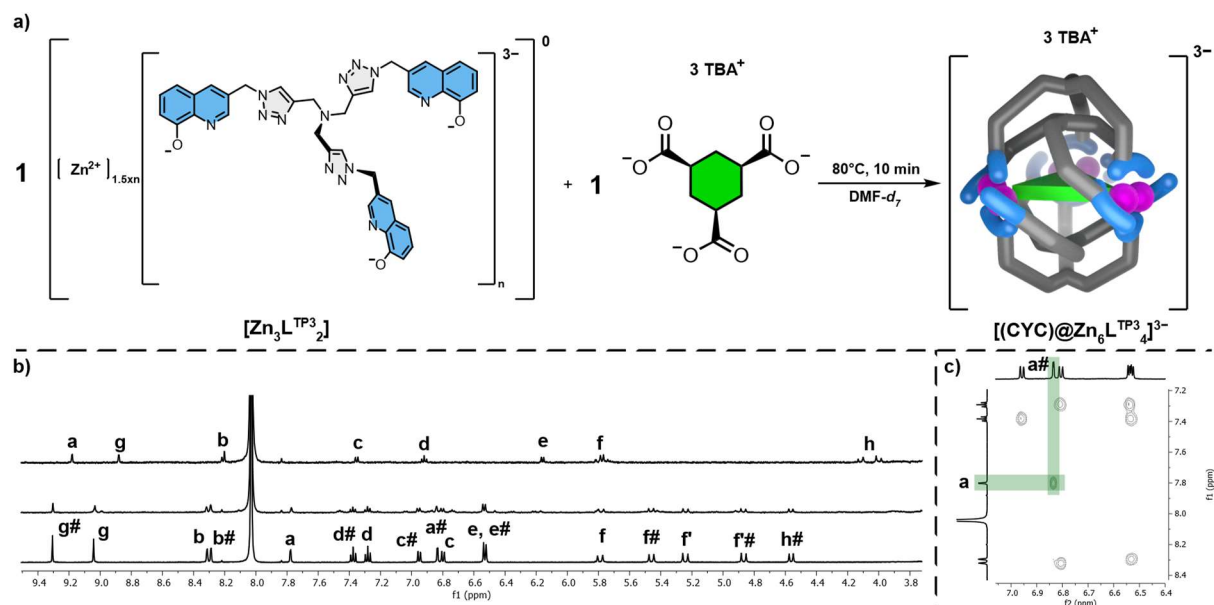 a)
0
3−
3−
3 TBA⁺
3 TBA⁺
1
[ Zn²⁺ ]1.5xn
N
N
N
N
N
N
N
N
N
N
N
N
N
O
−
O
−
O
−
n
+ 1
O
−O
O
O−
−O
O
80°C, 10 min
DMF-d₇
[Zn₃Lᵀᴾ³₂]
[(CYC)@Zn₆Lᵀᴾ³₄]³⁻
b)
a g b c d e f h
g# g b b# a d# d c# a# c e, e# f f# f' f'# h#
9.4 9.2 9.0 8.8 8.6 8.4 8.2 8.0 7.8 7.6 7.4 7.2 7.0 6.8 6.6 6.4 6.2 6.0 5.8 5.6 5.4 5.2 5.0 4.8 4.6 4.4 4.2 4.0 3.8
f1 (ppm)
c)
a#
a
7.2
7.4
7.6
7.8
8.0
8.2
8.4
f1 (ppm)
7.0 6.9 6.8 6.7 6.6 6.5 6.4
f2 (ppm)